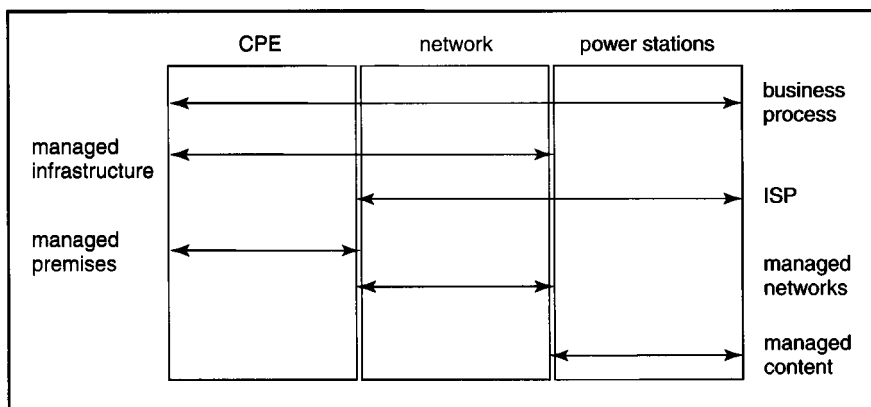 CPE network power stations
business
process
managed
infrastructure
ISP
managed
premises
managed
networks
managed
content